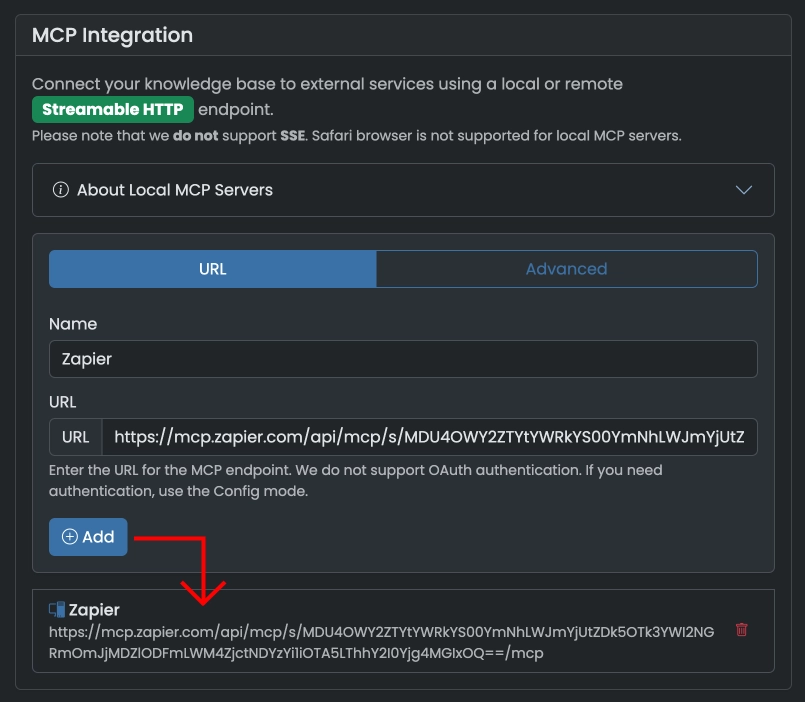 MCP Integration
Connect your knowledge base to external services using a local or remote
Streamable HTTP endpoint.
Please note that we do not support SSE. Safari browser is not supported for local MCP servers.
About Local MCP Servers
URL
Advanced
Name
Zapier
URL
URL https://mcp.zapier.com/api/mcp/s/MDU4OWY2ZTYtYWRkYS00YmNhLWJmYjUtZ
Enter the URL for the MCP endpoint. We do not support OAuth authentication. If you need
authentication, use the Config mode.
Add
Zapier
https://mcp.zapier.com/api/mcp/s/MDU4OWY2ZTYtYWRkYS00YmNhLWJmYjUtZDk5OTk3YWI2NG
RmOmJjMDZlODFmLWM4ZjctNDYzYi1iOTA5LThhY2I0Yjg4MGIxOQ==/mcp